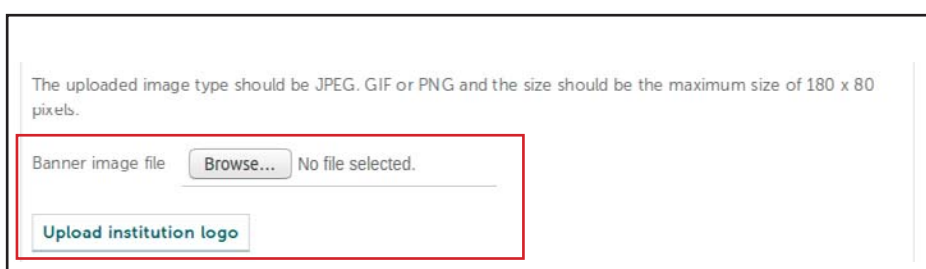 The uploaded image type should be JPEG. GIF or PNG and the size should be the maximum size of 180 x 80
pixels.
Banner image file Browse... No file selected.
Upload institution logo